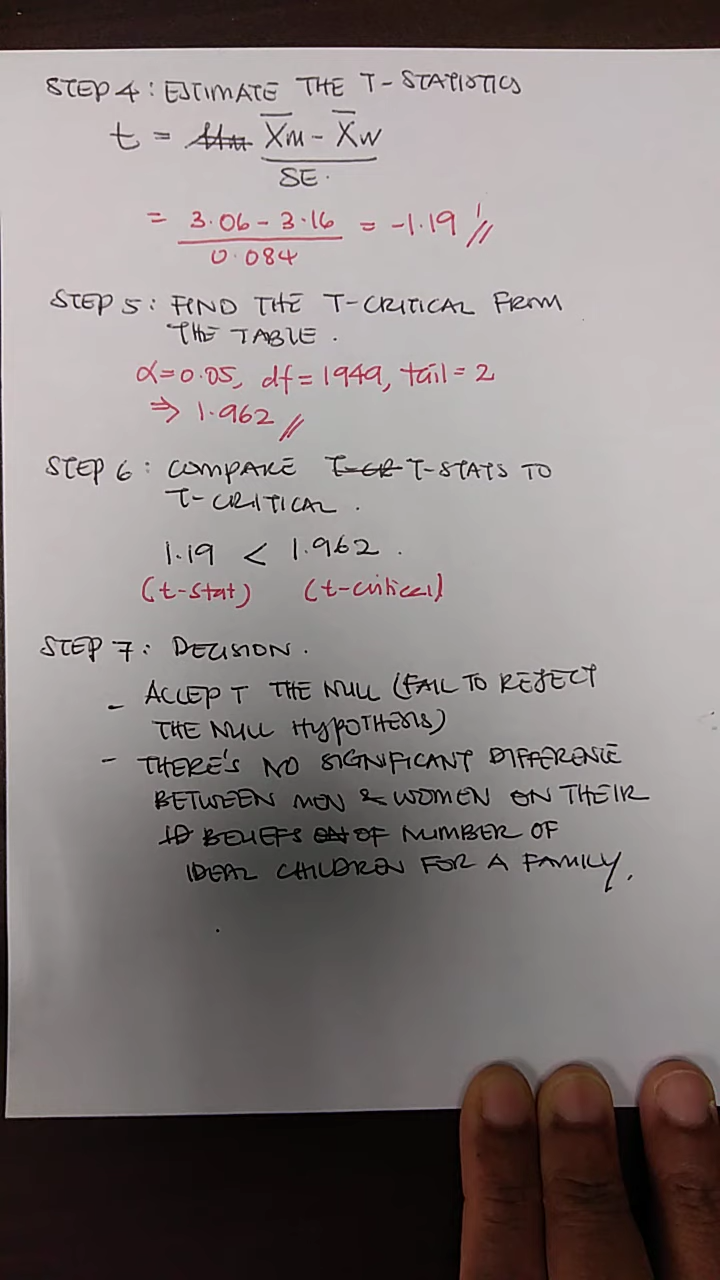 STEP 4: ESTIMATE THE T-STATISTICS
t = X̅m - X̅w
SE.
= 3.06 - 3.16 = -1.19 //
0.084
STEP 5: FIND THE T-CRITICAL FROM
THE TABLE.
α=0.05, df=1949, tail=2
⇒ 1.962 //
STEP 6: COMPARE T-CR T-STATS TO
T-CRITICAL.
1.19 < 1.962.
(t-stat) (t-critical)
STEP 7: DECISION.
- ACCEPT THE NULL (FAIL TO REJECT
THE NULL HYPOTHESIS)
- THERE'S NO SIGNIFICANT DIFFERENCE
BETWEEN MEN & WOMEN ON THEIR
BELIEFS OF NUMBER OF
IDEAL CHILDREN FOR A FAMILY.